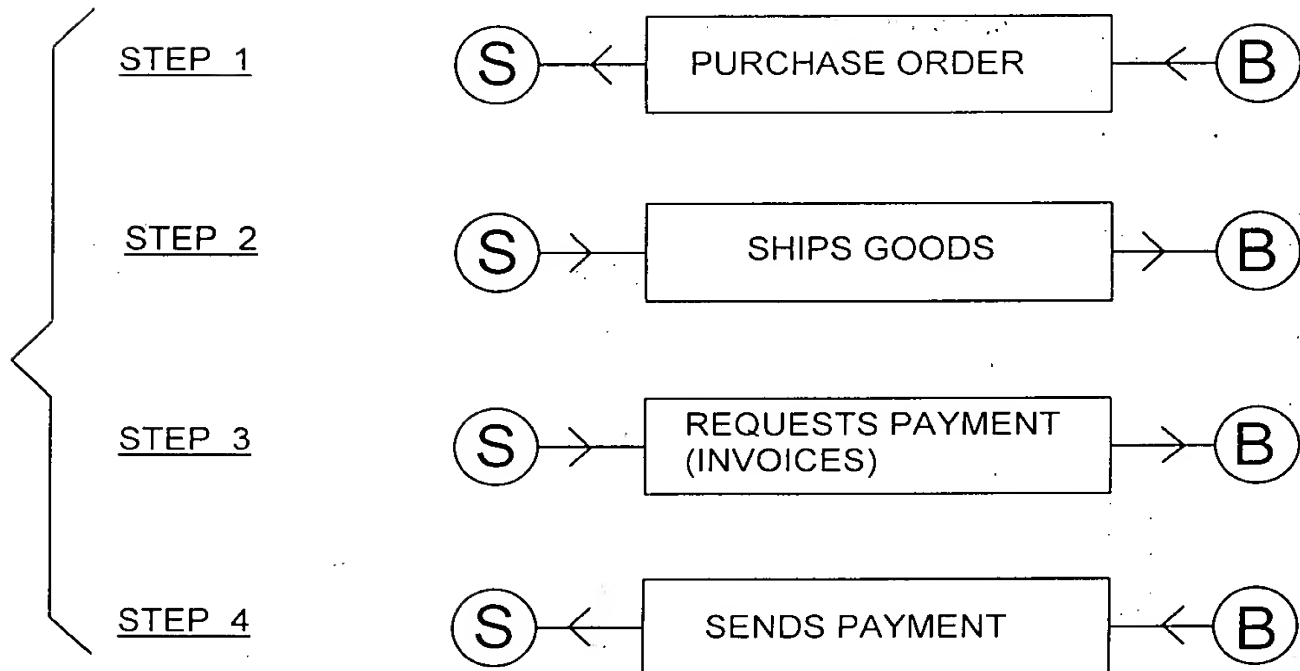 STEP 1 S PURCHASE ORDER B
STEP 2 S SHIPS GOODS B
STEP 3 S REQUESTS PAYMENT B
(INVOICES)
STEP 4 S SENDS PAYMENT B